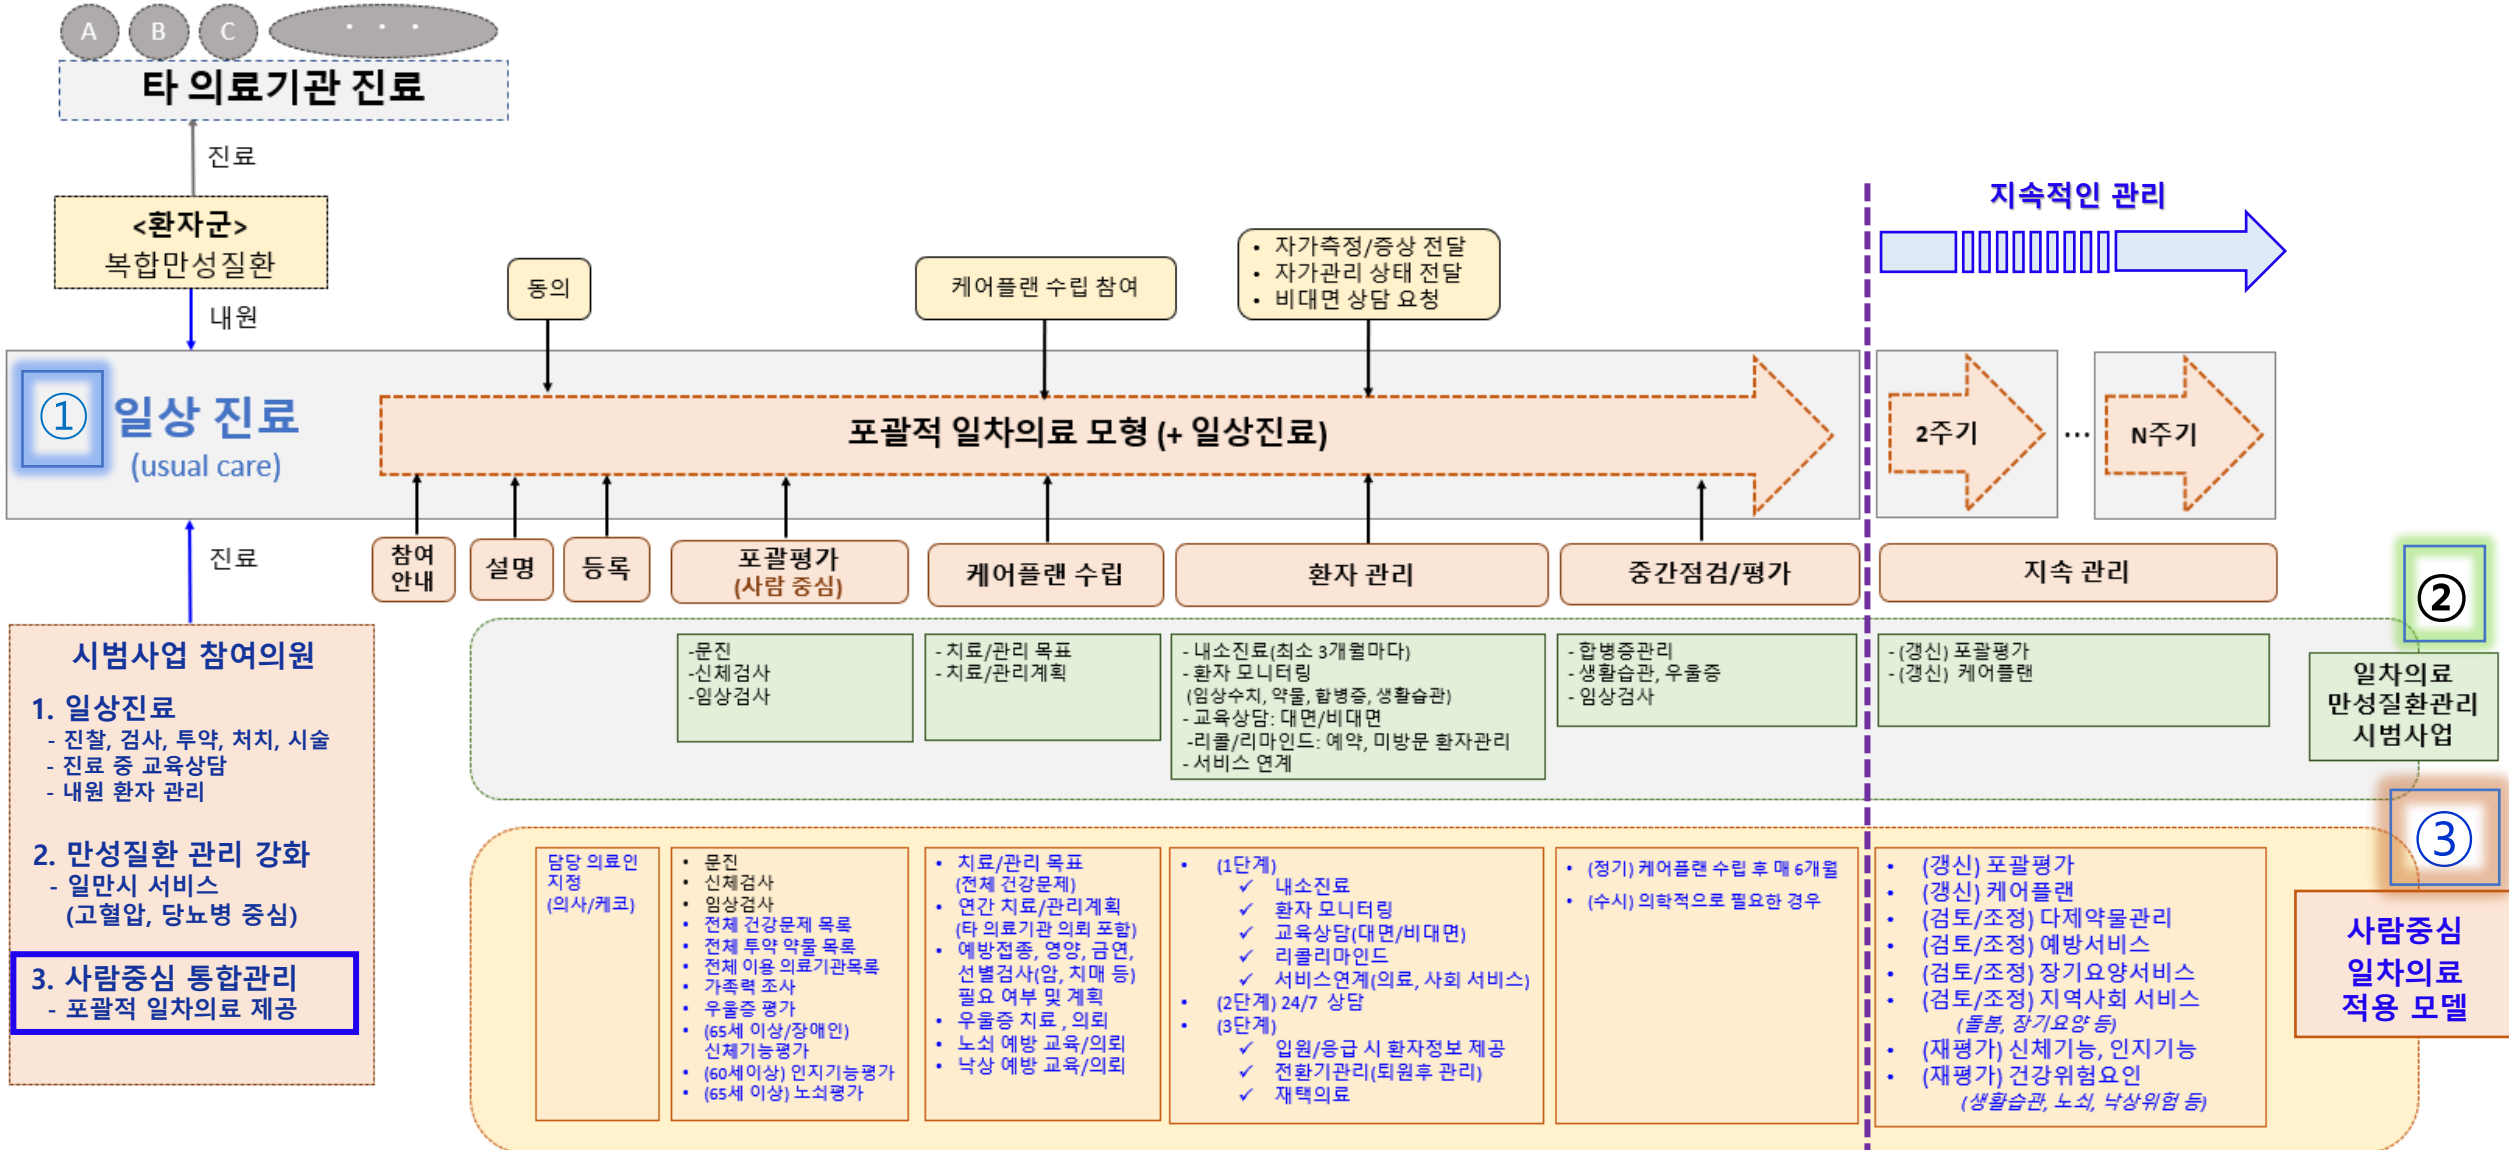 A
B
C
· · ·
타 의료기관 진료
진료
<환자군>
복합만성질환
내원
지속적인 관리
동의
케어플랜 수립 참여
• 자가측정/증상 전달
• 자가관리 상태 전달
• 비대면 상담 요청
①
일상 진료
(usual care)
포괄적 일차의료 모형 (+ 일상진료)
2주기
...
N주기
진료
참여
안내
설명
등록
포괄평가
(사람 중심)
케어플랜 수립
환자 관리
중간점검/평가
지속 관리
시범사업 참여의원
1. 일상진료
- 진찰, 검사, 투약, 처치, 시술
- 진료 중 교육상담
- 내원 환자 관리
2. 만성질환 관리 강화
- 일만시 서비스
(고혈압, 당뇨병 중심)
3. 사람중심 통합관리
- 포괄적 일차의료 제공
②
일차의료
만성질환관리
시범사업
-문진
-신체검사
-임상검사
- 치료/관리 목표
- 치료/관리계획
- 내소진료(최소 3개월마다)
- 환자 모니터링
(임상수치, 약물, 합병증, 생활습관)
- 교육상담: 대면/비대면
-리콜/리마인드: 예약, 미방문 환자관리
- 서비스 연계
- 합병증관리
- 생활습관, 우울증
- 임상검사
- (갱신) 포괄평가
- (갱신) 케어플랜
③
사람중심
일차의료
적용 모델
담당 의료인
지정
(의사/케코)
• 문진
• 신체검사
• 임상검사
• 전체 건강문제 목록
• 전체 투약 약물 목록
• 전체 이용 의료기관목록
• 가족력 조사
• 우울증 평가
• (65세 이상/장애인)
신체기능평가
• (60세이상) 인지기능평가
• (65세 이상) 노쇠평가
• 치료/관리 목표
(전체 건강문제)
• 연간 치료/관리계획
(타 의료기관 의뢰 포함)
• 예방접종, 영양, 금연,
선별검사(암, 치매 등)
필요 여부 및 계획
• 우울증 치료 , 의뢰
• 노쇠 예방 교육/의뢰
• 낙상 예방 교육/의뢰
• (1단계)
✓ 내소진료
✓ 환자 모니터링
✓ 교육상담(대면/비대면)
✓ 리콜리마인드
✓ 서비스연계(의료, 사회 서비스)
• (2단계) 24/7 상담
• (3단계)
✓ 입원/응급 시 환자정보 제공
✓ 전환기관리(퇴원후 관리)
✓ 재택의료
• (정기) 케어플랜 수립 후 매 6개월
• (수시) 의학적으로 필요한 경우
• (갱신) 포괄평가
• (갱신) 케어플랜
• (검토/조정) 다제약물관리
• (검토/조정) 예방서비스
• (검토/조정) 장기요양서비스
• (검토/조정) 지역사회 서비스
(돌봄, 장기요양 등)
• (재평가) 신체기능, 인지기능
• (재평가) 건강위험요인
(생활습관, 노쇠, 낙상위험 등)